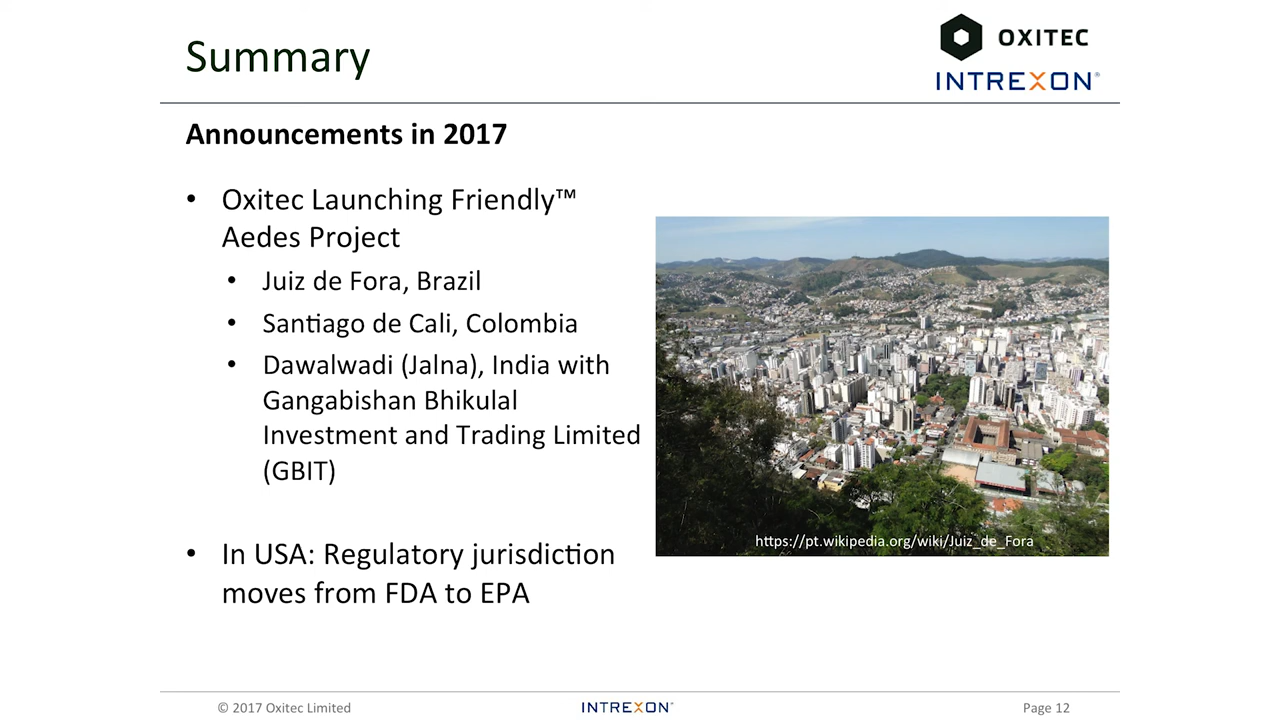 Summary
OXITEC
INTREXON®
Announcements in 2017
• Oxitec Launching Friendly™
Aedes Project
• Juiz de Fora, Brazil
• Santiago de Cali, Colombia
• Dawalwadi (Jalna), India with
Gangabishan Bhikulal
Investment and Trading Limited
(GBIT)
• In USA: Regulatory jurisdiction
moves from FDA to EPA
https://pt.wikipedia.org/wiki/Juiz_de_Fora
© 2017 Oxitec Limited
INTREXON®
Page 12